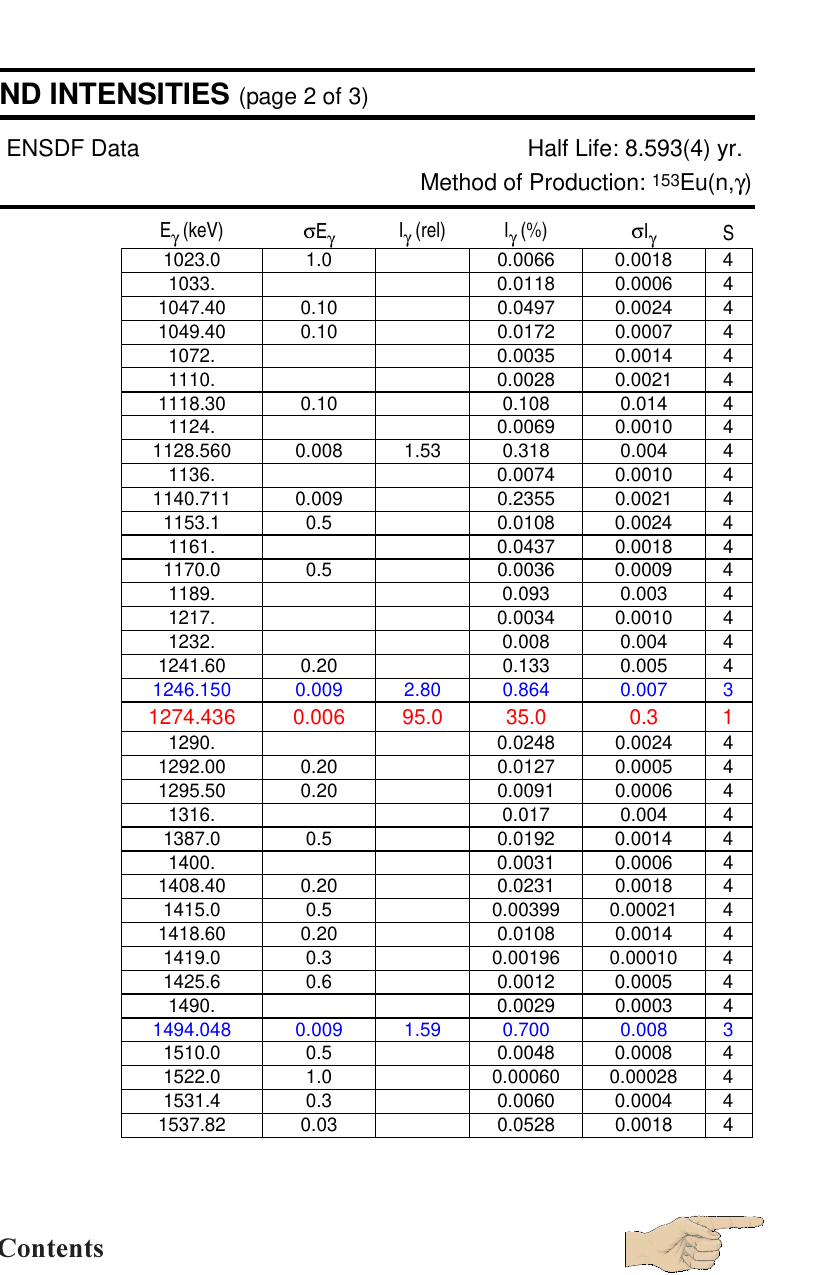 ND INTENSITIES (page 2 of 3)
ENSDF Data Half Life: 8.593(4) yr.
Method of Production: 153Eu(n,γ)
Eγ (keV) σEγ Iγ (rel) Iγ (%) σIγ S
1023.0 1.0 0.0066 0.0018 4
1033. 0.0118 0.0006 4
1047.40 0.10 0.0497 0.0024 4
1049.40 0.10 0.0172 0.0007 4
1072. 0.0035 0.0014 4
1110. 0.0028 0.0021 4
1118.30 0.10 0.108 0.014 4
1124. 0.0069 0.0010 4
1128.560 0.008 1.53 0.318 0.004 4
1136. 0.0074 0.0010 4
1140.711 0.009 0.2355 0.0021 4
1153.1 0.5 0.0108 0.0024 4
1161. 0.0437 0.0018 4
1170.0 0.5 0.0036 0.0009 4
1189. 0.093 0.003 4
1217. 0.0034 0.0010 4
1232. 0.008 0.004 4
1241.60 0.20 0.133 0.005 4
1246.150 0.009 2.80 0.864 0.007 3
1274.436 0.006 95.0 35.0 0.3 1
1290. 0.0248 0.0024 4
1292.00 0.20 0.0127 0.0005 4
1295.50 0.20 0.0091 0.0006 4
1316. 0.017 0.004 4
1387.0 0.5 0.0192 0.0014 4
1400. 0.0031 0.0006 4
1408.40 0.20 0.0231 0.0018 4
1415.0 0.5 0.00399 0.00021 4
1418.60 0.20 0.0108 0.0014 4
1419.0 0.3 0.00196 0.00010 4
1425.6 0.6 0.0012 0.0005 4
1490. 0.0029 0.0003 4
1494.048 0.009 1.59 0.700 0.008 3
1510.0 0.5 0.0048 0.0008 4
1522.0 1.0 0.00060 0.00028 4
1531.4 0.3 0.0060 0.0004 4
1537.82 0.03 0.0528 0.0018 4
Contents